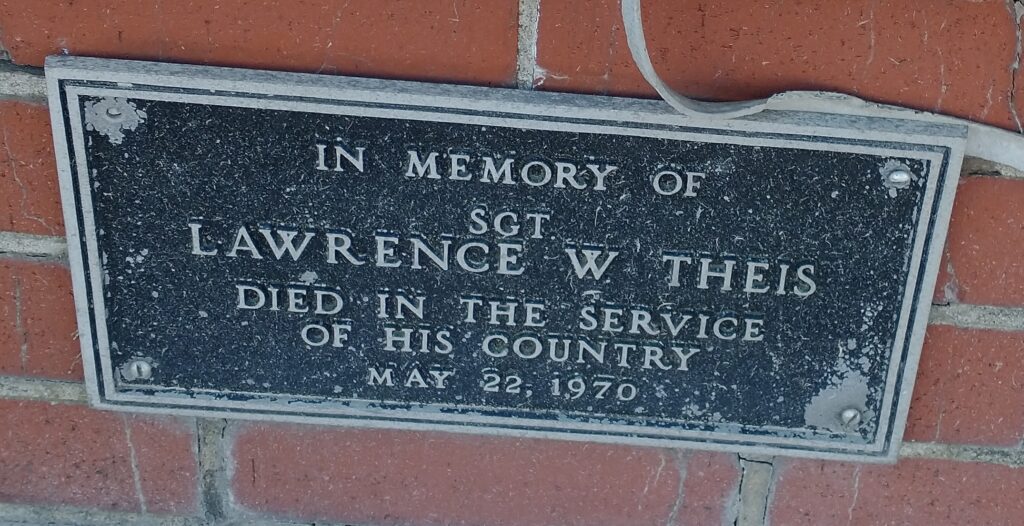 IN MEMORY OF
SGT
LAWRENCE W THEIS
DIED IN THE SERVICE
OF HIS COUNTRY
MAY 22, 1970